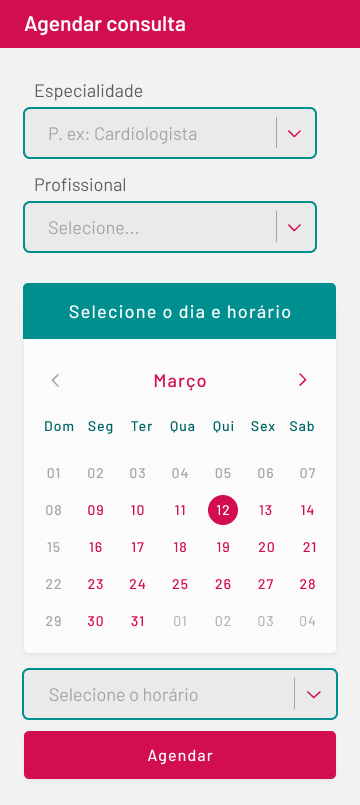 Agendar consulta
Especialidade
P. ex: Cardiologista
Profissional
Selecione...
Selecione o dia e horário
Março
Dom Seg Ter Qua Qui Sex Sab
01 02 03 04 05 06 07
08 09 10 11 12 13 14
15 16 17 18 19 20 21
22 23 24 25 26 27 28
29 30 31 01 02 03 04
Selecione o horário
Agendar